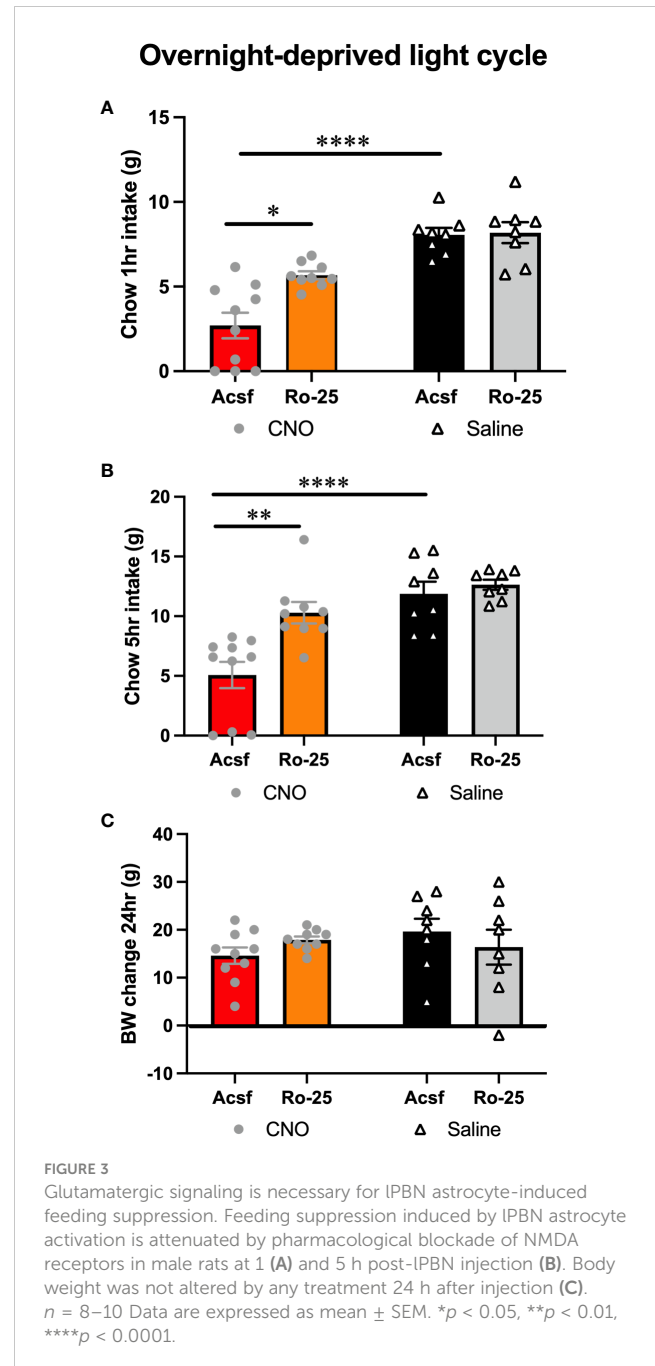 Overnight-deprived light cycle
A
Chow 1hr intake (g)
15
10
5
0
****
*
Acsf Ro-25 Acsf Ro-25
CNO Saline
B
Chow 5hr intake (g)
20
15
10
5
0
****
**
Acsf Ro-25 Acsf Ro-25
CNO Saline
C
BW change 24hr (g)
40
30
20
10
0
-10
Acsf Ro-25 Acsf Ro-25
CNO Saline
FIGURE 3
Glutamatergic signaling is necessary for lPBN astrocyte-induced
feeding suppression. Feeding suppression induced by lPBN astrocyte
activation is attenuated by pharmacological blockade of NMDA
receptors in male rats at 1 (A) and 5 h post-lPBN injection (B). Body
weight was not altered by any treatment 24 h after injection (C).
n = 8–10 Data are expressed as mean ± SEM. *p < 0.05, **p < 0.01,
****p < 0.0001.